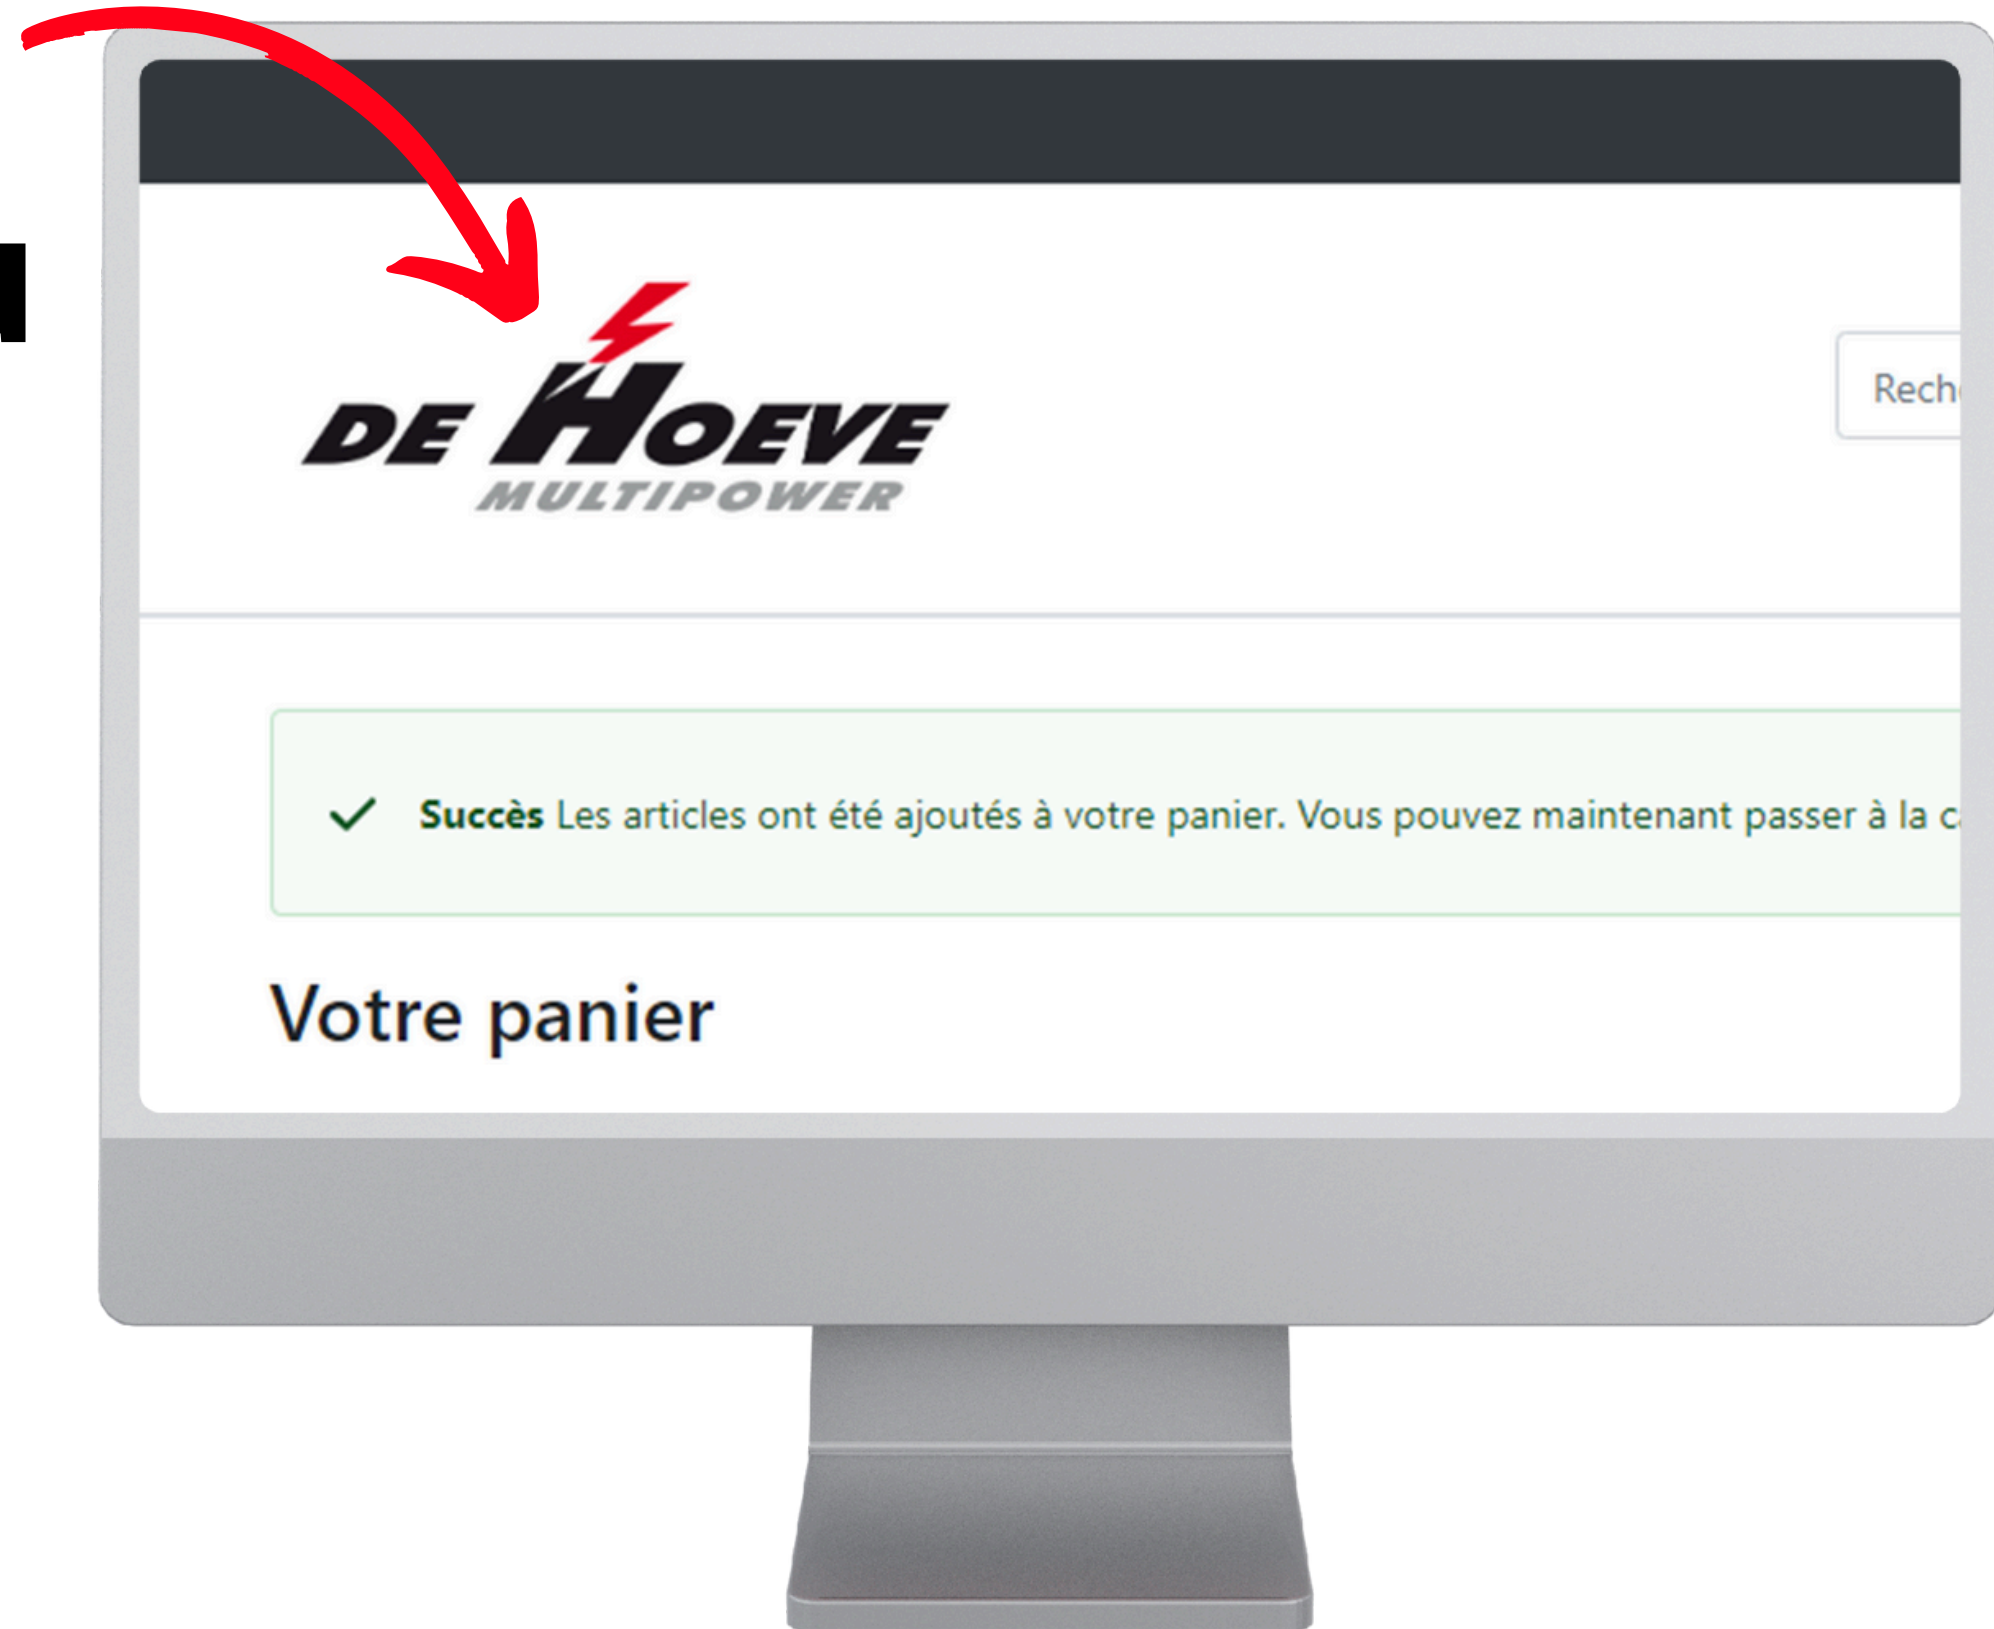 DE HOEVE
MULTIPOWER
Succès Les articles ont été ajoutés à votre panier. Vous pouvez maintenant passer à la
Votre panier